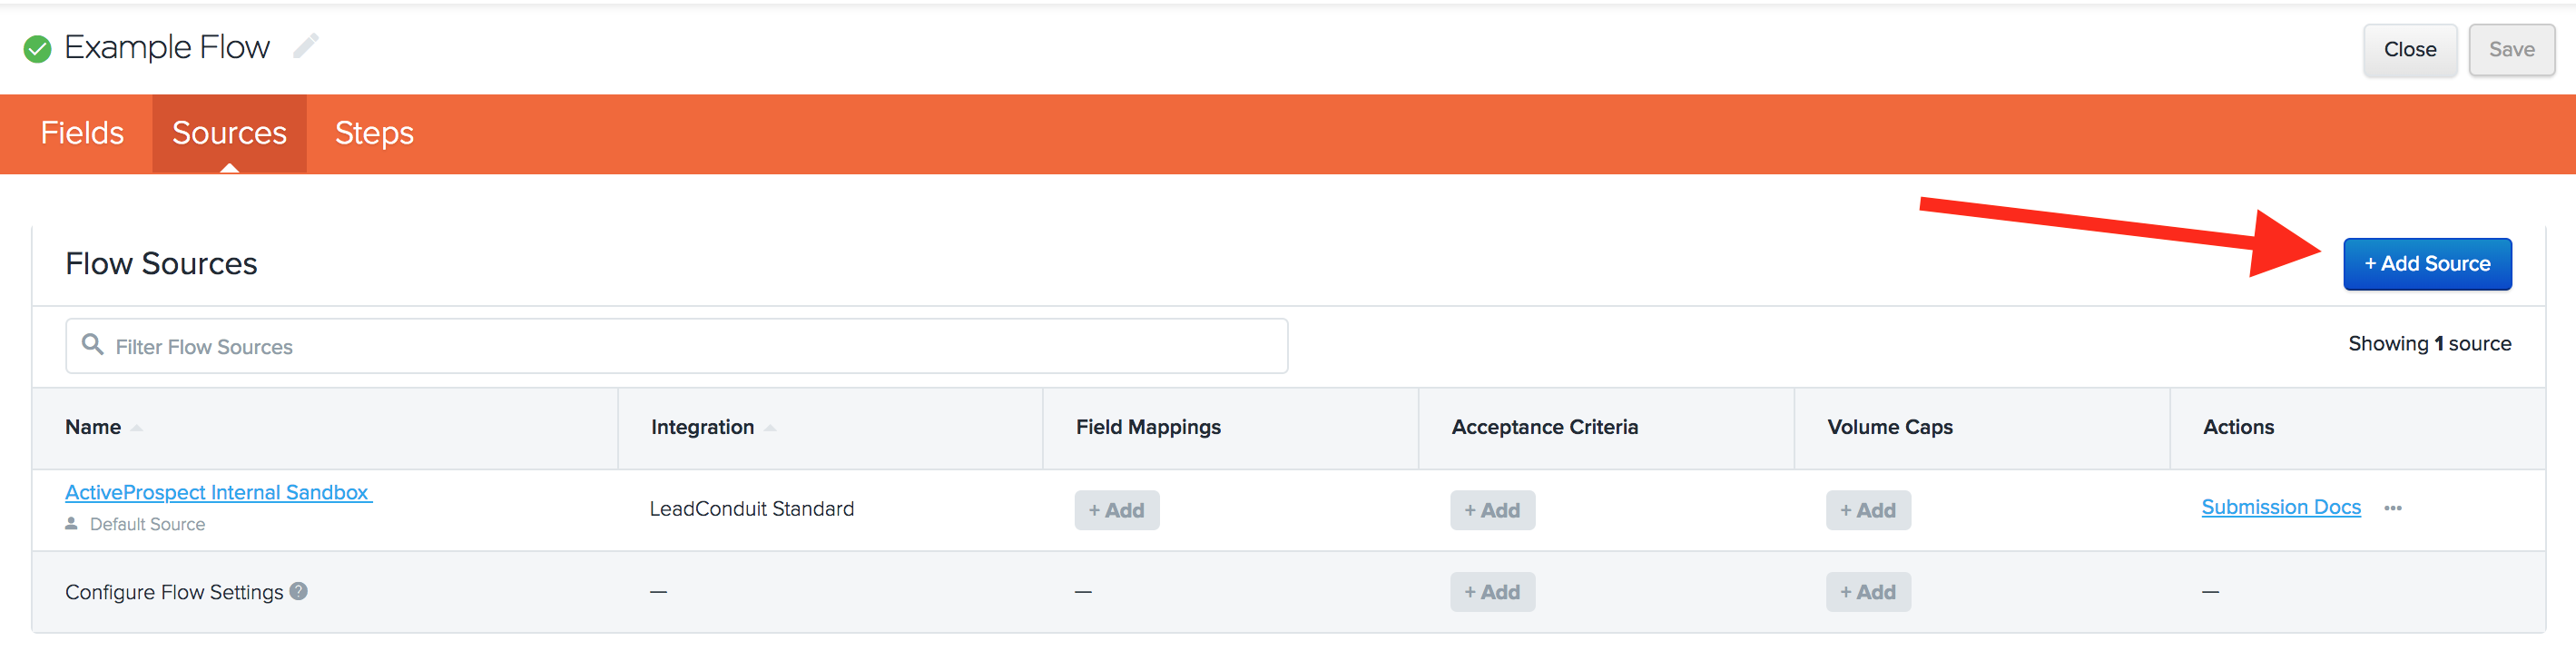 Example Flow
Close
Save
Fields
Sources
Steps
Flow Sources
+ Add Source
Filter Flow Sources
Showing 1 source
Name
Integration
Field Mappings
Acceptance Criteria
Volume Caps
Actions
ActiveProspect Internal Sandbox
Default Source
LeadConduit Standard
+ Add
+ Add
+ Add
Submission Docs
Configure Flow Settings ?
—
—
+ Add
+ Add
—